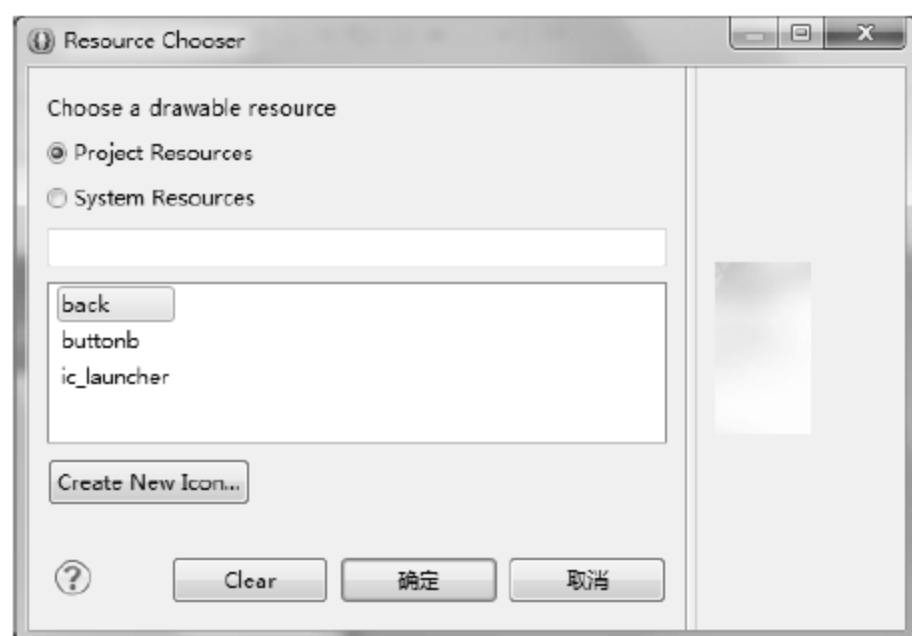 Resource Chooser
Choose a drawable resource
Project Resources
System Resources
back
buttonb
ic_launcher
Create New Icon...
Clear 确定 取消